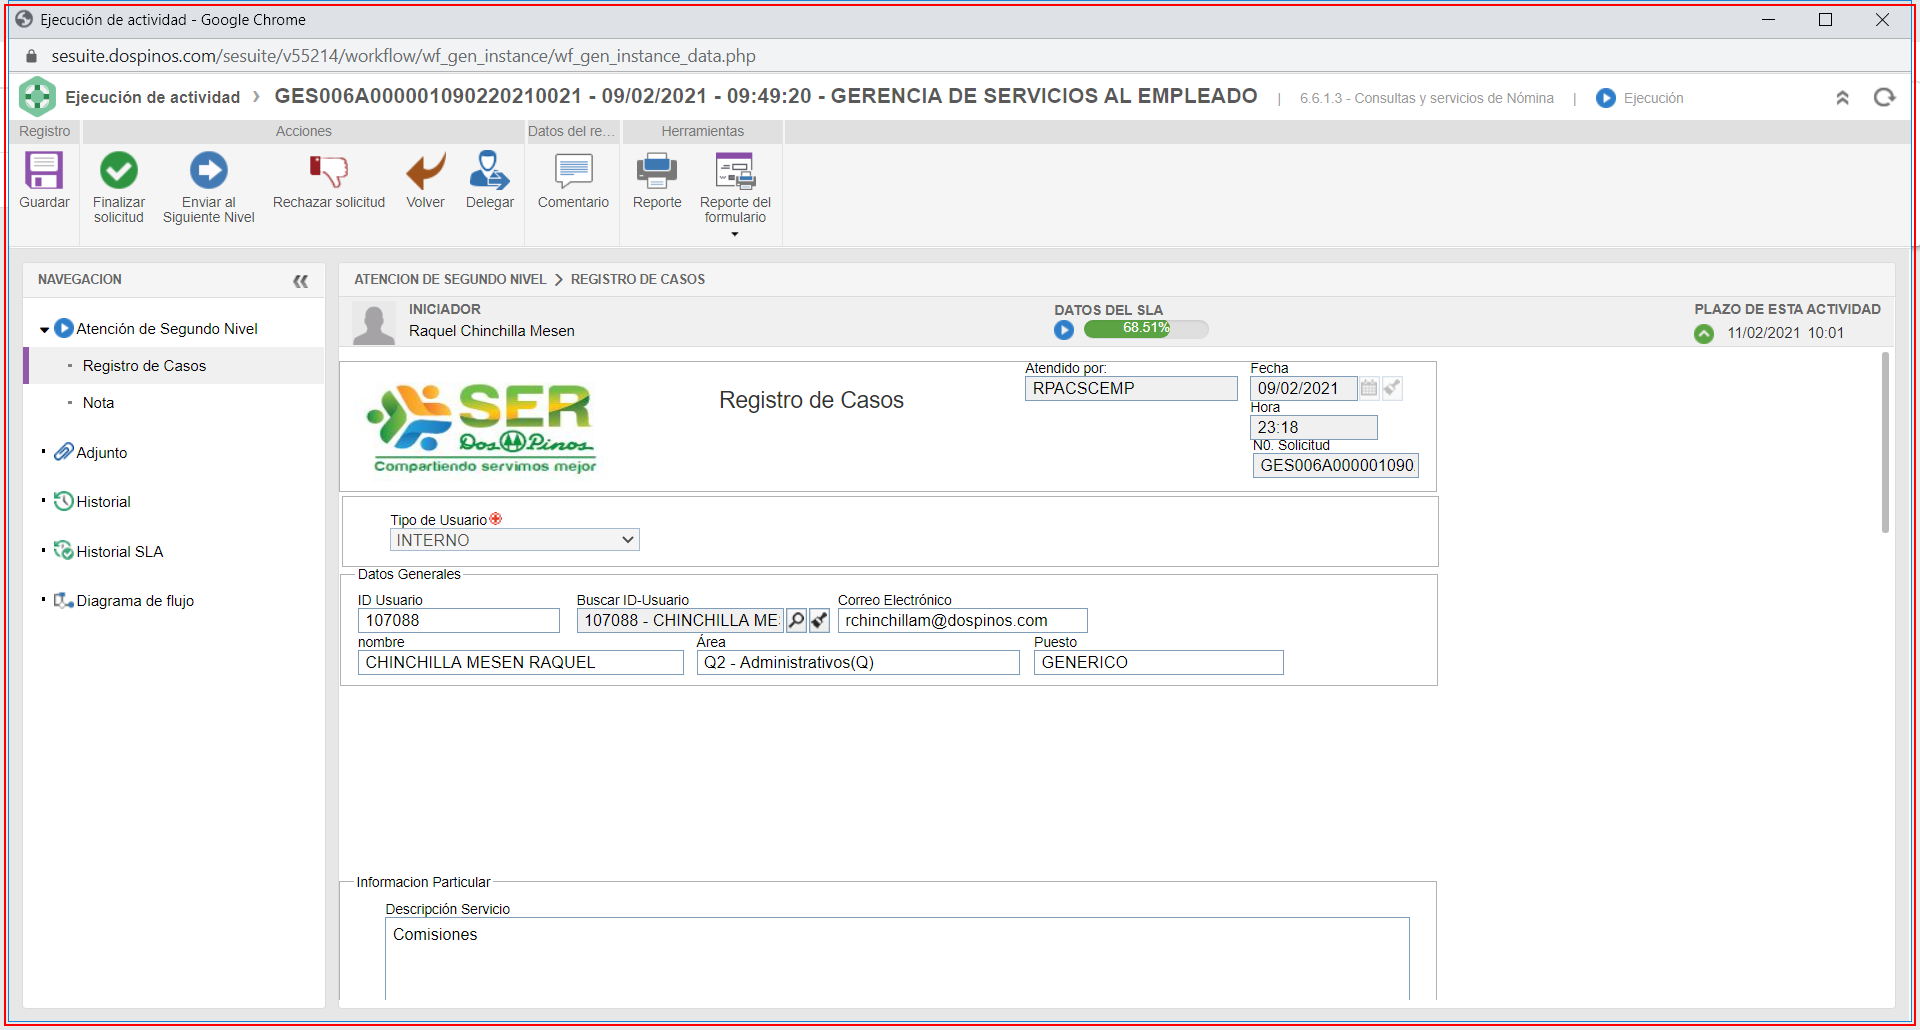 Ejecución de actividad - Google Chrome
sesuite.dospinos.com/sesuite/v55214/workflow/wf_gen_instance/wf_gen_instance_data.php
Ejecución de actividad › GES006A000001090220210021 - 09/02/2021 - 09:49:20 - GERENCIA DE SERVICIOS AL EMPLEADO | 6.6.1.3 - Consultas y servicios de Nómina | Ejecución
Registro Acciones Datos del re... Herramientas
Guardar
Finalizar
solicitud
Enviar al
Siguiente Nivel
Rechazar solicitud
Volver
Delegar
Comentario
Reporte
Reporte del
formulario
NAVEGACION
Atención de Segundo Nivel
Registro de Casos
Nota
Adjunto
Historial
Historial SLA
Diagrama de flujo
ATENCION DE SEGUNDO NIVEL > REGISTRO DE CASOS
INICIADOR
Raquel Chinchilla Mesen
DATOS DEL SLA
68.51%
PLAZO DE ESTA ACTIVIDAD
11/02/2021 10:01
SER
Dos Pinos
Compartiendo servimos mejor
Registro de Casos
Atendido por:
RPACSCEMP
Fecha
09/02/2021
Hora
23:18
N0. Solicitud
GES006A000001090
Tipo de Usuario
INTERNO
Datos Generales
ID Usuario
107088
Buscar ID-Usuario
107088 - CHINCHILLA ME
Correo Electrónico
rchinchillam@dospinos.com
nombre
CHINCHILLA MESEN RAQUEL
Área
Q2 - Administrativos(Q)
Puesto
GENERICO
Informacion Particular
Descripción Servicio
Comisiones